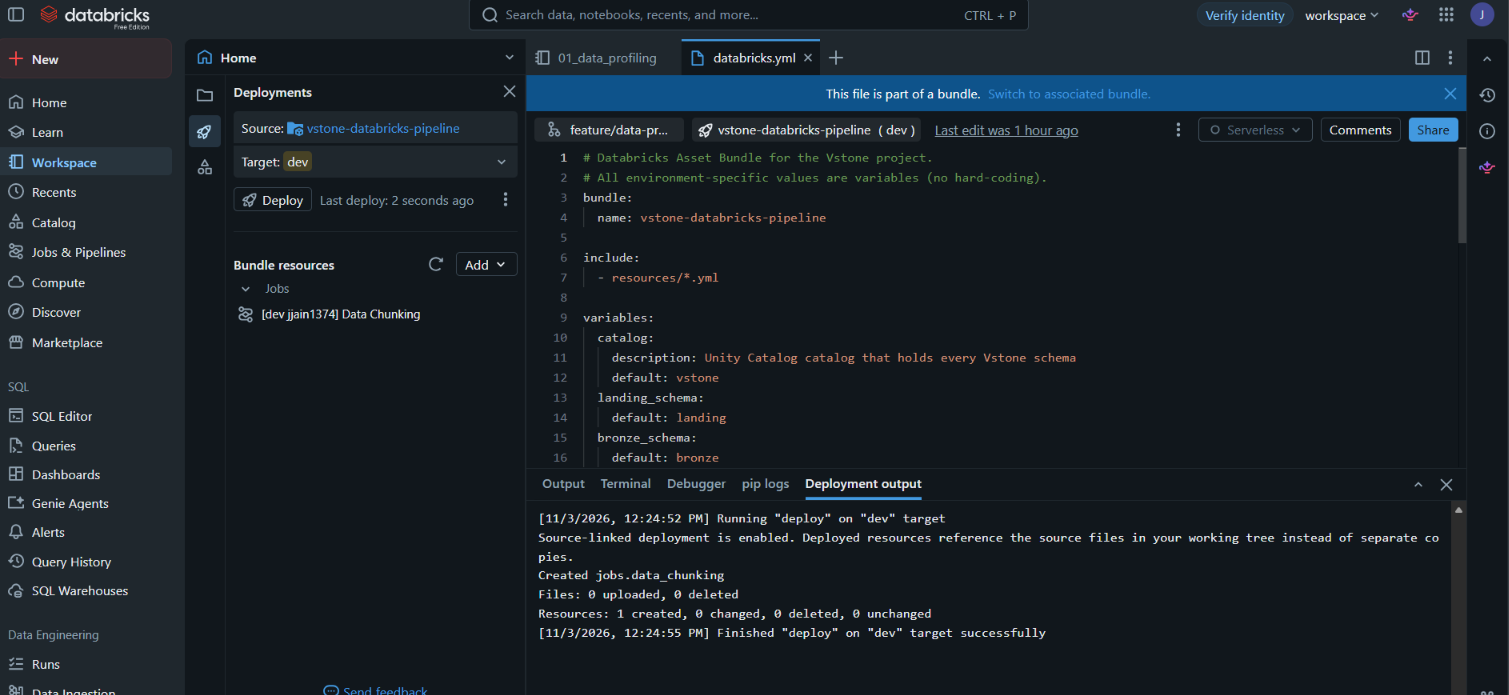 databricks
Free Edition
Search data, notebooks, recents, and more...
CTRL + P
Verify identity
workspace
J
New
Home
Learn
Workspace
Recents
Catalog
Jobs & Pipelines
Compute
Discover
Marketplace
SQL
SQL Editor
Queries
Dashboards
Genie Agents
Alerts
Query History
SQL Warehouses
Data Engineering
Runs
Data Ingestion
Home
Deployments
Source: vstone-databricks-pipeline
Target: dev
Deploy Last deploy: 2 seconds ago
Bundle resources
Add
Jobs
[dev jjain1374] Data Chunking
Send feedback
01_data_profiling
databricks.yml
This file is part of a bundle. Switch to associated bundle.
feature/data-pr...
vstone-databricks-pipeline ( dev )
Last edit was 1 hour ago
Serverless
Comments
Share
1 # Databricks Asset Bundle for the Vstone project.
2 # All environment-specific values are variables (no hard-coding).
3 bundle:
4 name: vstone-databricks-pipeline
5
6 include:
7 - resources/*.yml
8
9 variables:
10 catalog:
11 description: Unity Catalog catalog that holds every Vstone schema
12 default: vstone
13 landing_schema:
14 default: landing
15 bronze_schema:
16 default: bronze
Output Terminal Debugger pip logs Deployment output
[11/3/2026, 12:24:52 PM] Running "deploy" on "dev" target
Source-linked deployment is enabled. Deployed resources reference the source files in your working tree instead of separate co
pies.
Created jobs.data_chunking
Files: 0 uploaded, 0 deleted
Resources: 1 created, 0 changed, 0 deleted, 0 unchanged
[11/3/2026, 12:24:55 PM] Finished "deploy" on "dev" target successfully